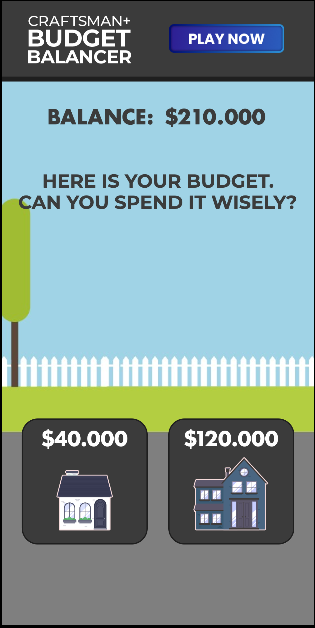 CRAFTSMAN+
BUDGET
BALANCER
PLAY NOW
BALANCE: $210.000
HERE IS YOUR BUDGET.
CAN YOU SPEND IT WISELY?
$40.000
$120.000